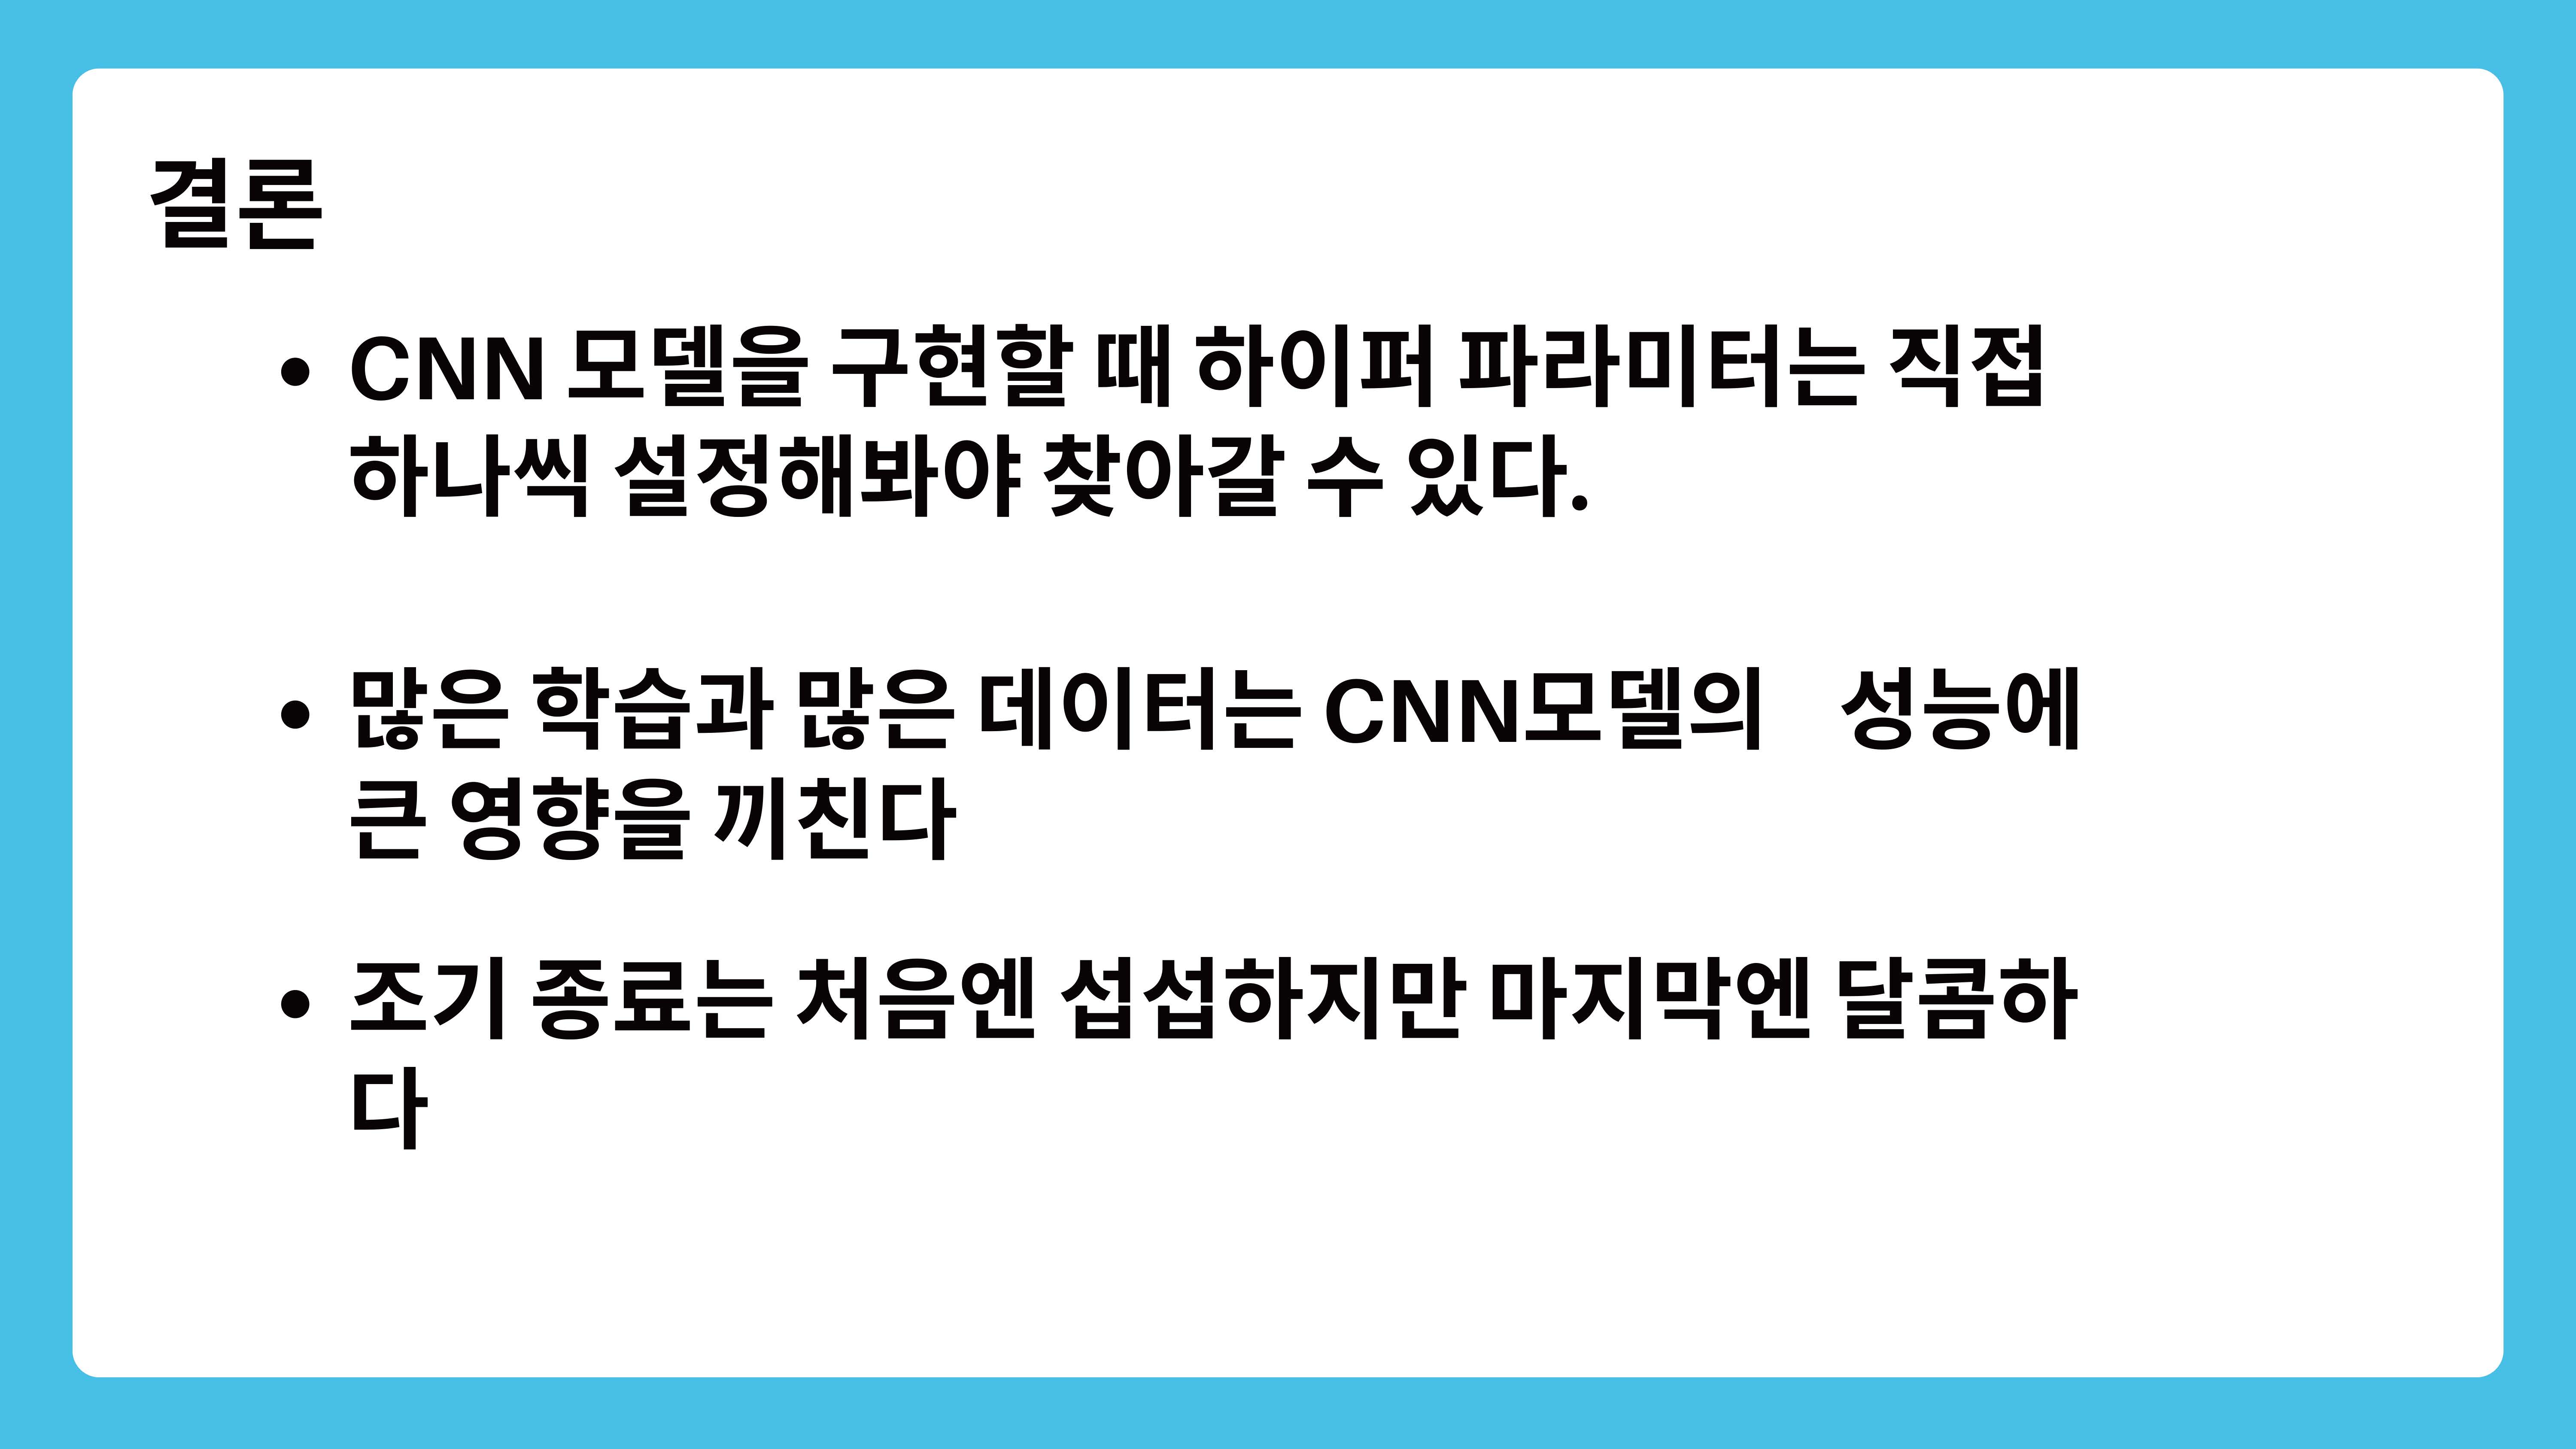 결론
• CNN 모델을 구현할 때 하이퍼 파라미터는 직접
하나씩 설정해봐야 찾아갈 수 있다.
• 많은 학습과 많은 데이터는 CNN모델의   성능에
큰 영향을 끼친다
• 조기 종료는 처음엔 섭섭하지만 마지막엔 달콤하
다